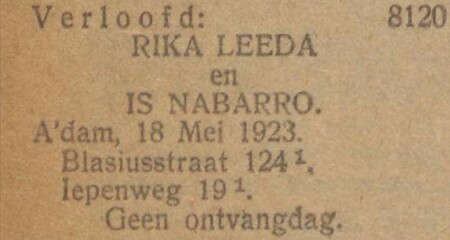 Verloofd: 8120
RIKA LEEDA
en
IS NABARRO.
A'dam, 18 Mei 1923.
Blasiusstraat 124¹.
Iepenweg 19¹.
Geen ontvangdag.